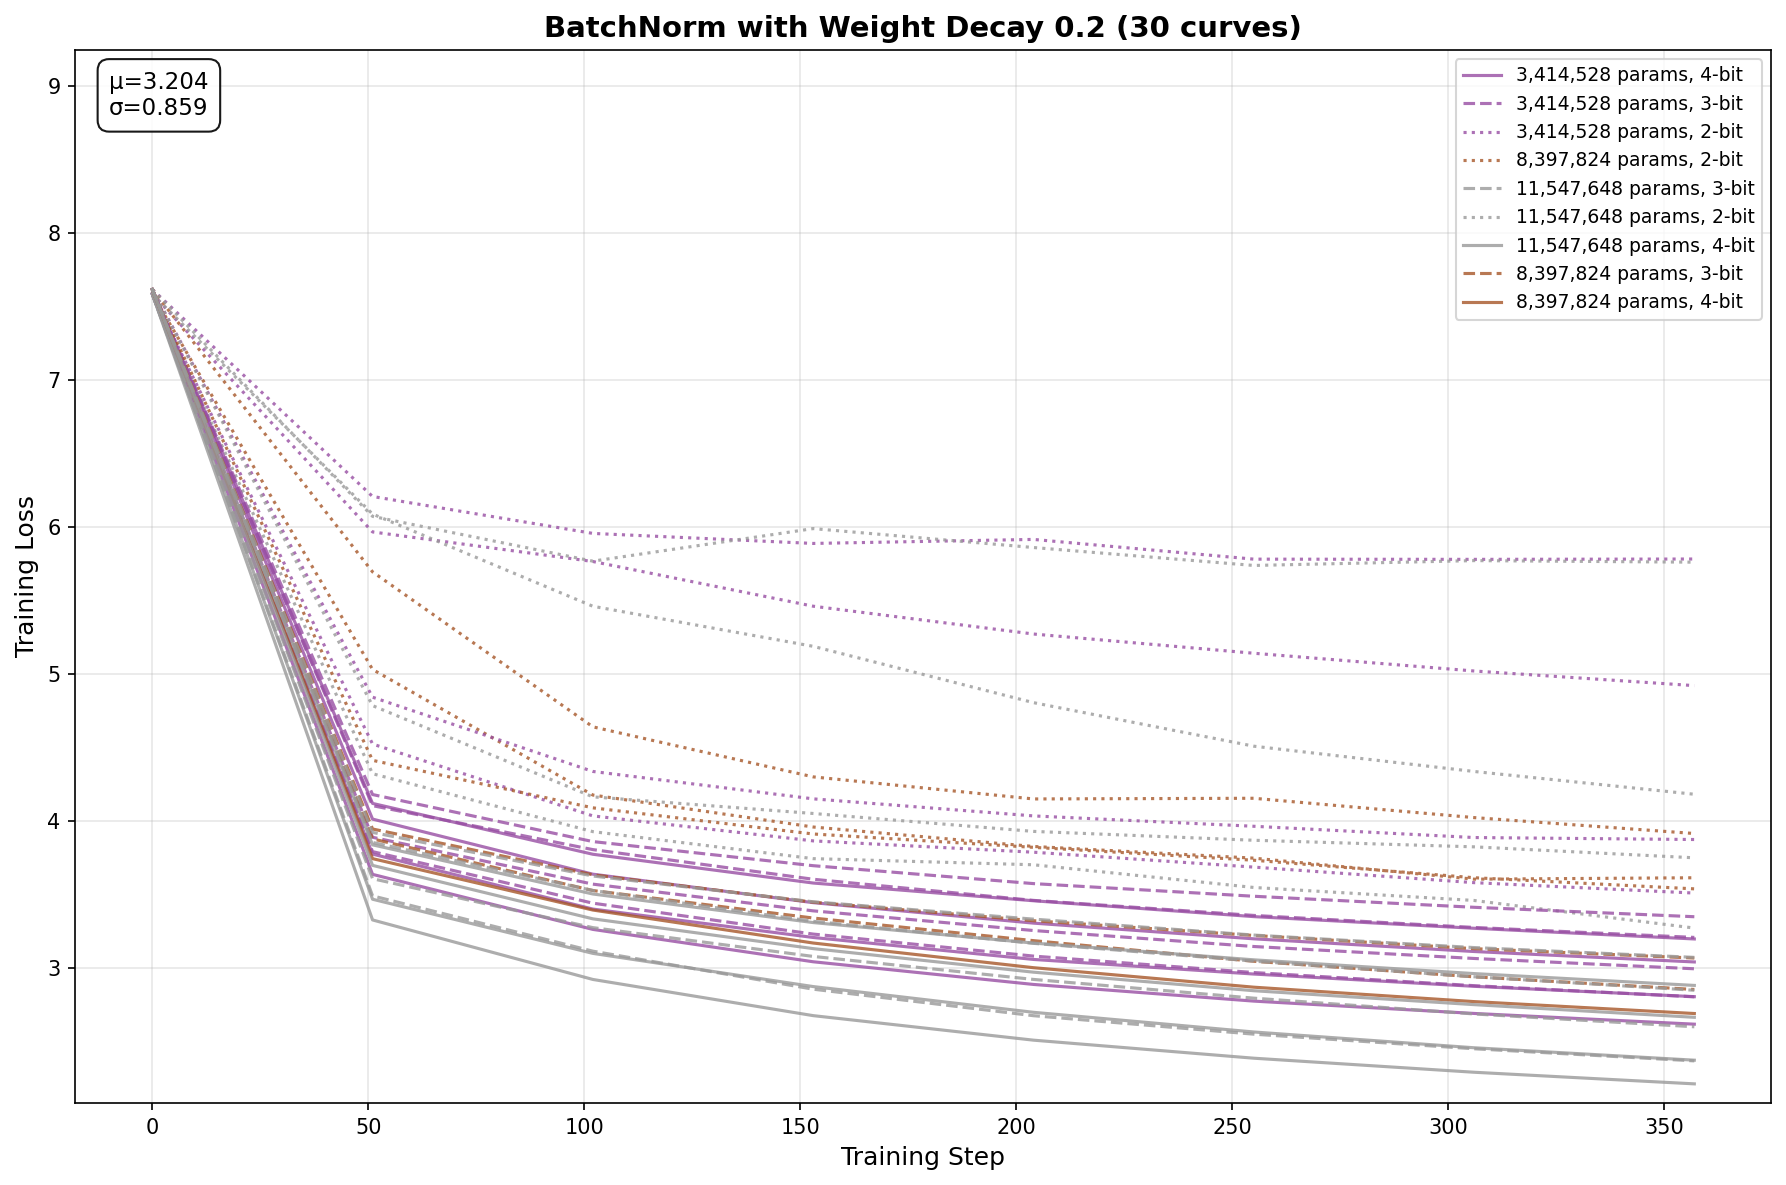 BatchNorm with Weight Decay 0.2 (30 curves)
μ=3.204
σ=0.859
3,414,528 params, 4-bit
3,414,528 params, 3-bit
3,414,528 params, 2-bit
8,397,824 params, 2-bit
11,547,648 params, 3-bit
11,547,648 params, 2-bit
11,547,648 params, 4-bit
8,397,824 params, 3-bit
8,397,824 params, 4-bit
Training Loss
9
8
7
6
5
4
3
0 50 100 150 200 250 300 350
Training Step